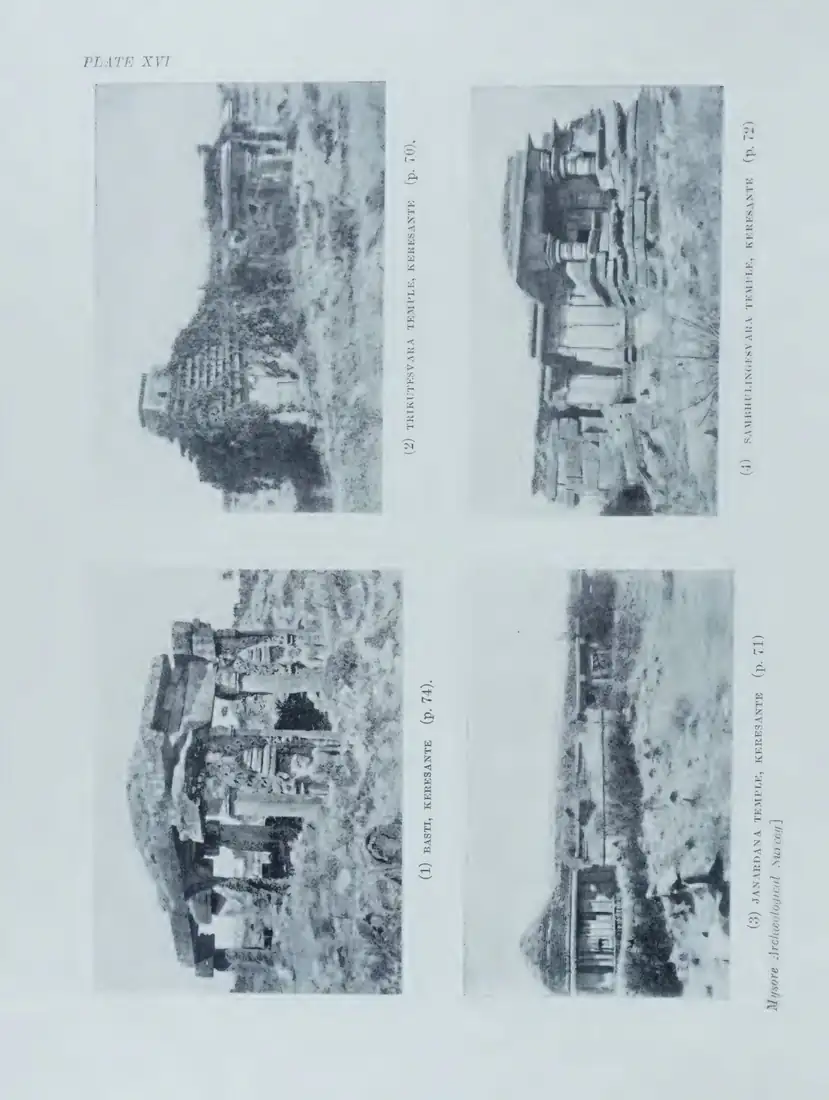 PLATE XVI
(1) BASTI, KERESANTE (p. 74).
(2) TRIKUTESVARA TEMPLE, KERESANTE (p. 70).
(3) JANARDANA TEMPLE, KERESANTE (p. 71)
(4) SAMBHULINGESVARA TEMPLE, KERESANTE (p. 72)
Mysore Archæological Survey]